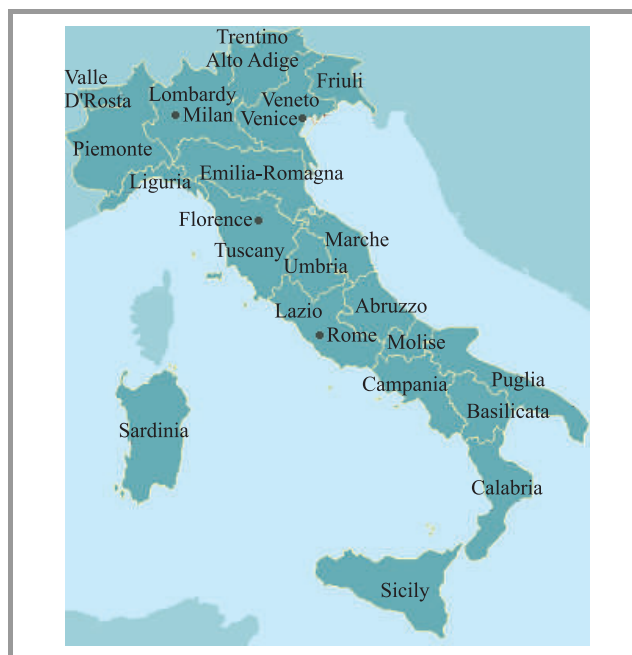 Trentino
Alto Adige
Friuli
Valle
D'Rosta
Lombardy
Milan
Veneto
Venice
Piemonte
Liguria
Emilia-Romagna
Florence
Tuscany
Marche
Umbria
Lazio
Abruzzo
Rome
Molise
Campania
Puglia
Basilicata
Sardinia
Calabria
Sicily